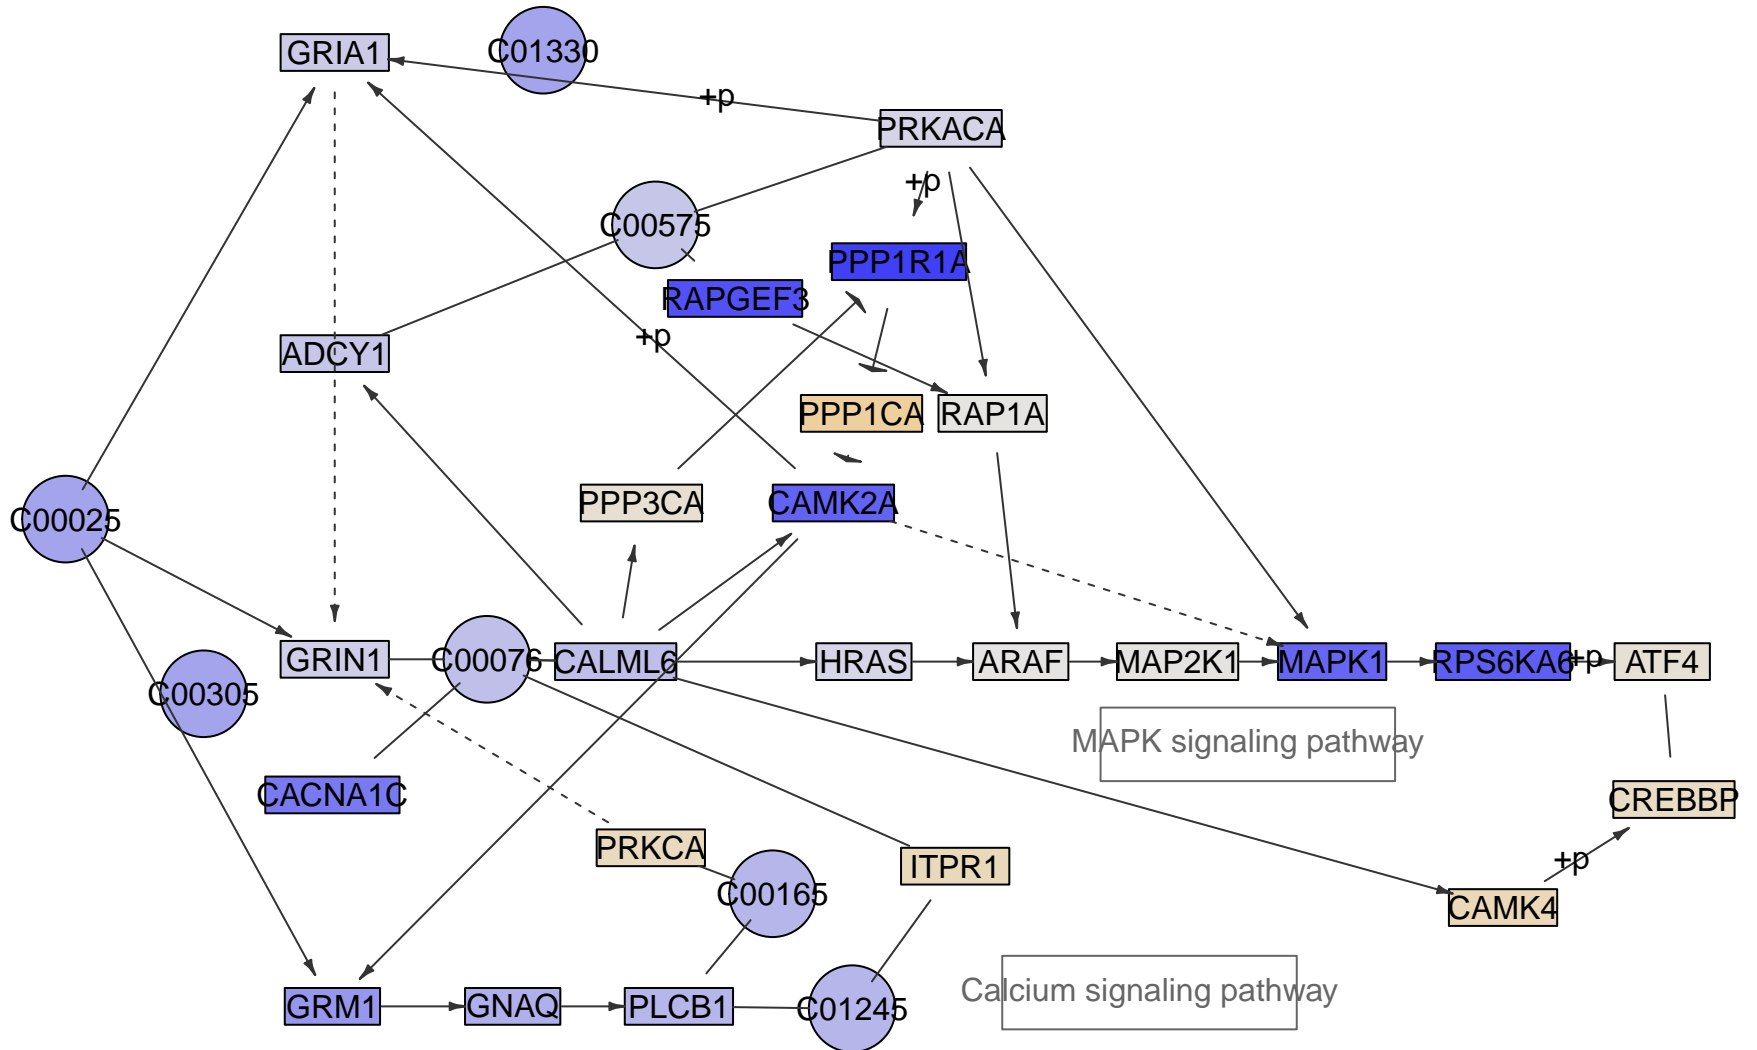 GRIA1
C01330
+p
PRKACA
+p
C00575
PPP1R1A
RAPGEF3
+p
ADCY1
PPP1CA
RAP1A
PPP3CA
CAMK2A
C00025
GRIN1
C00076
CALML6
HRAS
ARAF
MAP2K1
MAPK1
RPS6KA6
+p
ATF4
C00305
MAPK signaling pathway
CACNA1C
CREBBP
PRKCA
ITPR1
+p
C00165
CAMK4
Calcium signaling pathway
GRM1
GNAQ
PLCB1
C01245